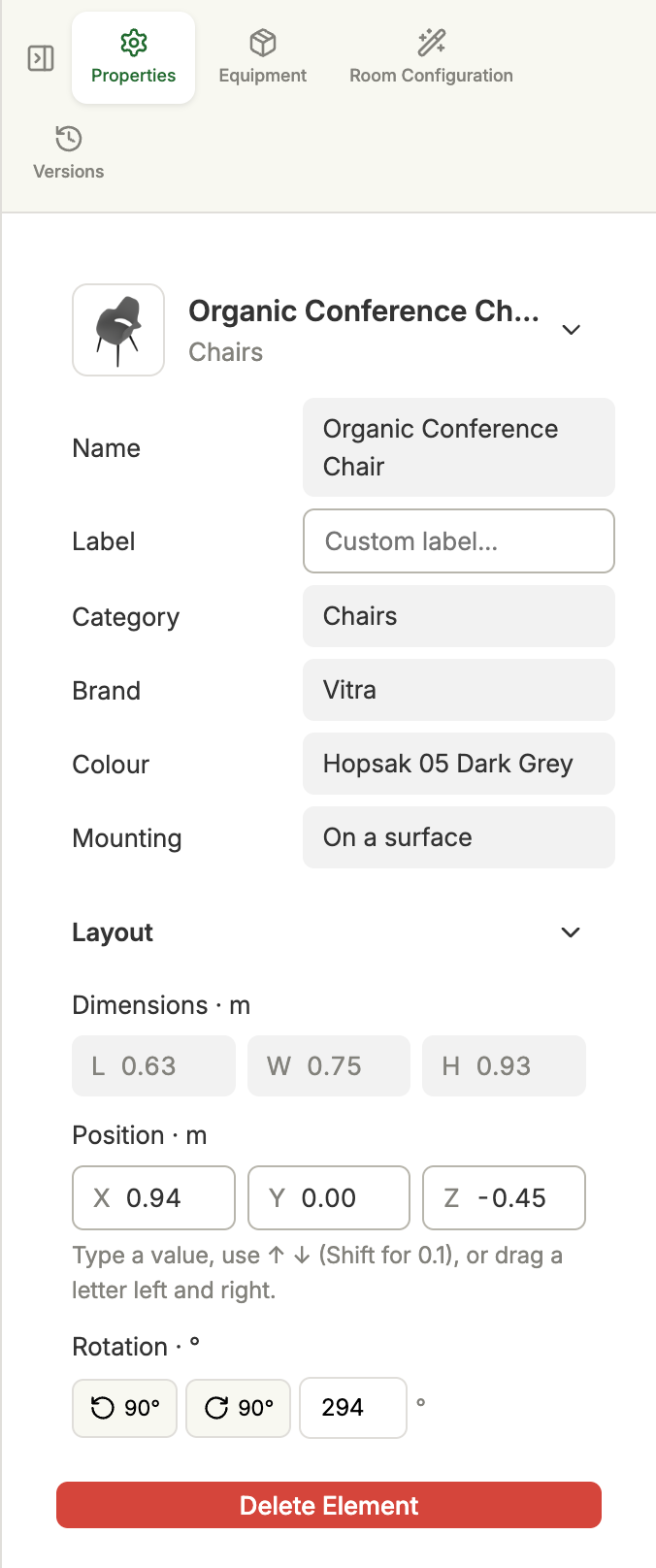 Properties
Equipment
Room Configuration
Versions
Organic Conference Ch...
Chairs
Name
Organic Conference
Chair
Label
Custom label...
Category
Chairs
Brand
Vitra
Colour
Hopsak 05 Dark Grey
Mounting
On a surface
Layout
Dimensions · m
L 0.63
W 0.75
H 0.93
Position · m
X 0.94
Y 0.00
Z -0.45
Type a value, use ↑ ↓ (Shift for 0.1), or drag a
letter left and right.
Rotation · °
90°
90°
294 °
Delete Element